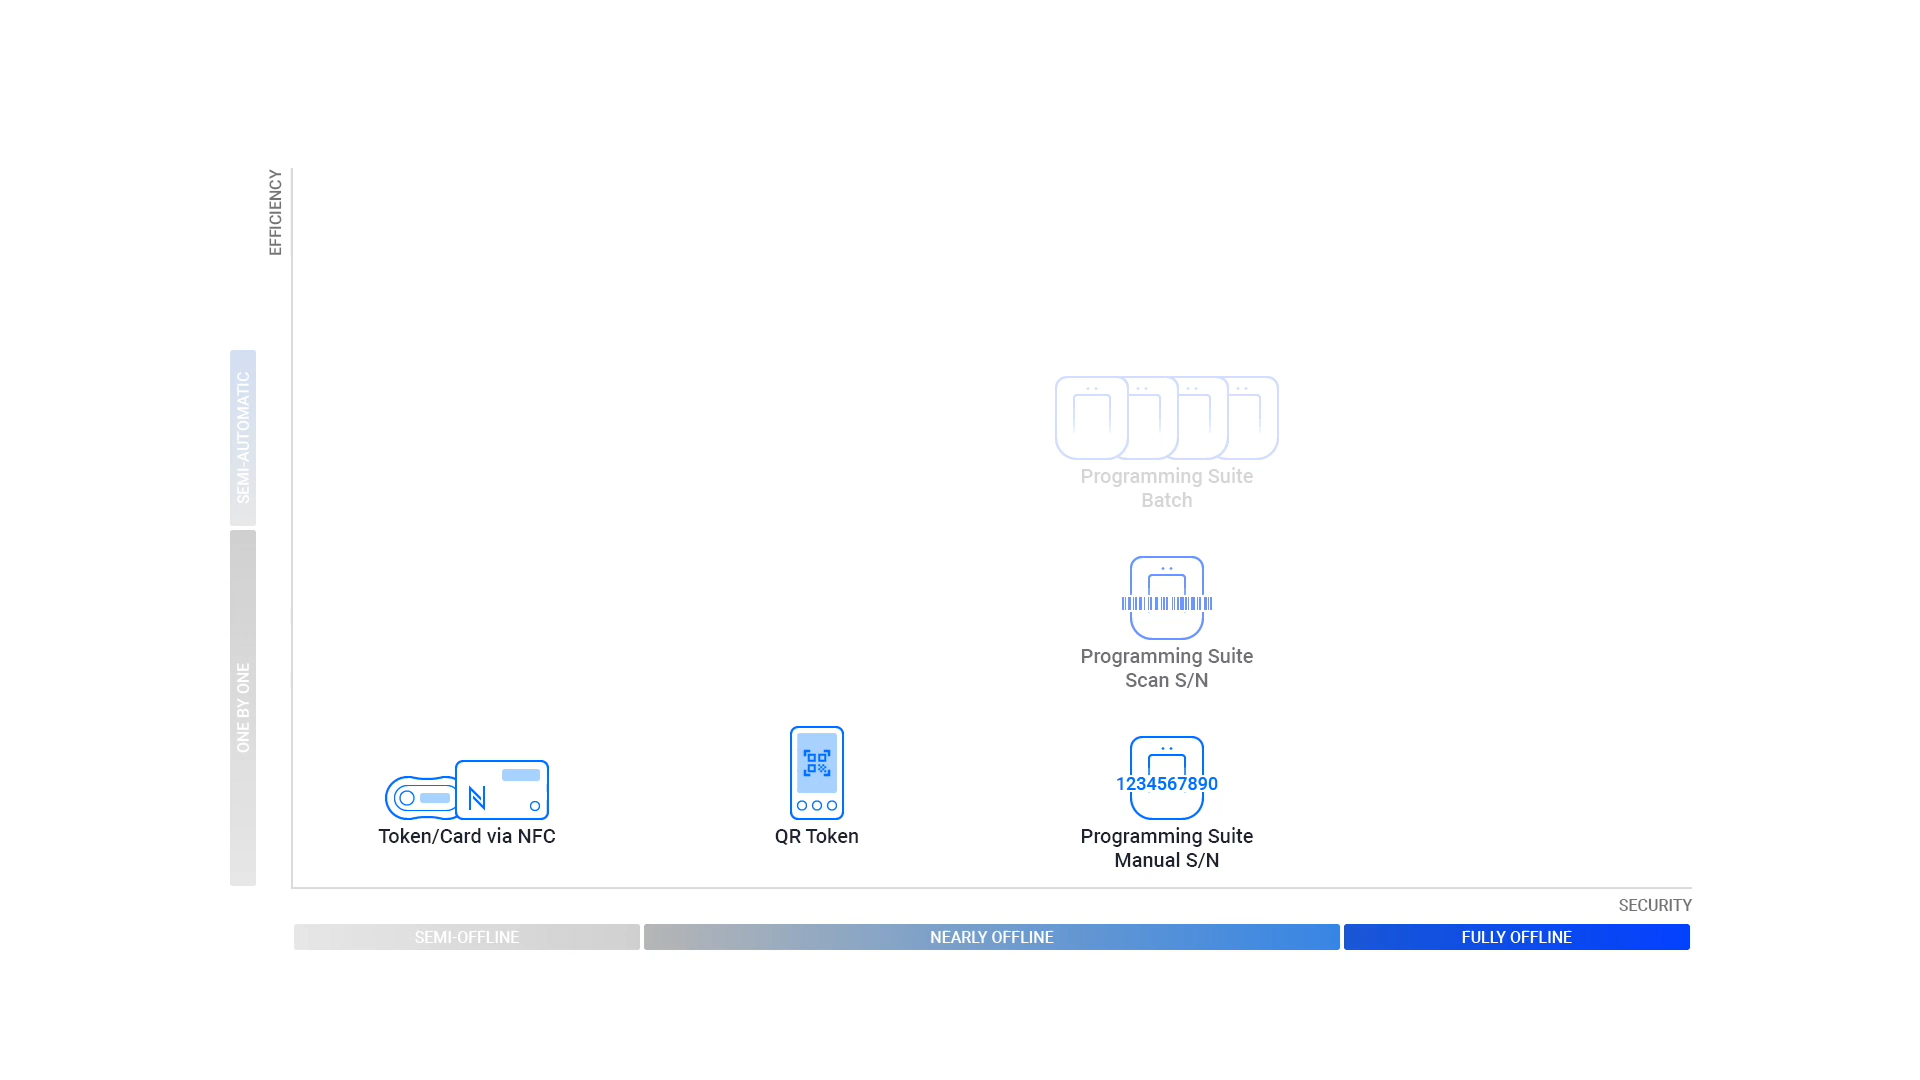 EFFICIENCY
SEMI-AUTOMATIC
ONE BY ONE
Programming Suite
Batch
Programming Suite
Scan S/N
1234567890
Token/Card via NFC
QR Token
Programming Suite
Manual S/N
SECURITY
SEMI-OFFLINE
NEARLY OFFLINE
FULLY OFFLINE